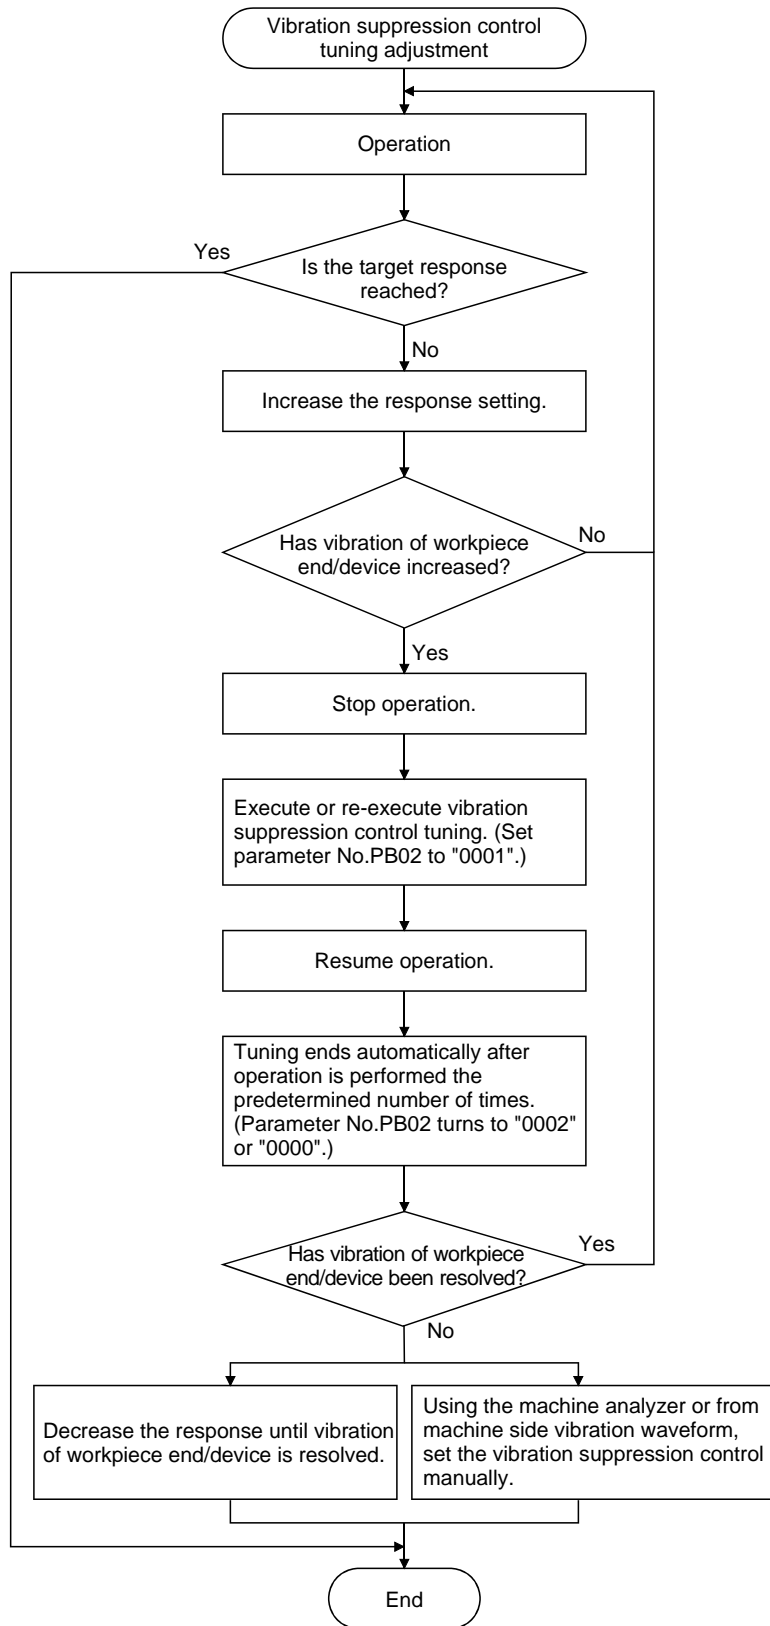 Vibration suppression control
tuning adjustment
Operation
Yes
Is the target response
reached?
No
Increase the response setting.
Has vibration of workpiece
end/device increased?
No
Yes
Stop operation.
Execute or re-execute vibration
suppression control tuning. (Set
parameter No.PB02 to "0001".)
Resume operation.
Tuning ends automatically after
operation is performed the
predetermined number of times.
(Parameter No.PB02 turns to "0002"
or "0000".)
Has vibration of workpiece
end/device been resolved?
Yes
No
Decrease the response until vibration
of workpiece end/device is resolved.
Using the machine analyzer or from
machine side vibration waveform,
set the vibration suppression control
manually.
End